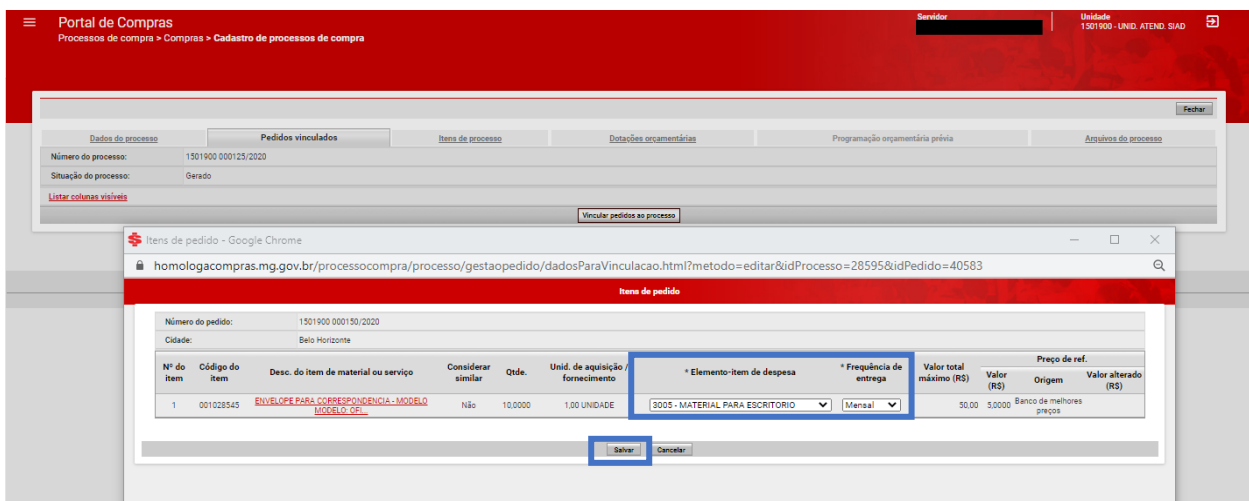 Portal de Compras
Processos de compra > Compras > Cadastro de processos de compra
Servidor
Unidade
1501900 - UNID. ATEND. SIAD
Fechar
Dados do processo
Pedidos vinculados
Itens de processo
Dotações orçamentárias
Programação orçamentária prévia
Arquivos do processo
Número do processo: 1501900 000125/2020
Situação do processo: Gerado
Listar colunas visíveis
Vincular pedidos ao processo
Itens de pedido - Google Chrome
homologacompras.mg.gov.br/processocompra/processo/gestaopedido/dadosParaVinculacao.html?metodo=editar&idProcesso=28595&idPedido=40583
Itens de pedido
Número do pedido: 1501900 000150/2020
Cidade: Belo Horizonte
Nº do item
Código do item
Desc. do item de material ou serviço
Considerar similar
Qtde.
Unid. de aquisição / fornecimento
* Elemento-item de despesa
* Frequência de entrega
Valor total máximo (R$)
Preço de ref.
Valor (R$)
Origem
Valor alterado (R$)
1
001028545
ENVELOPE PARA CORRESPONDENCIA - MODELO
MODELO: OFI...
Não
10,0000
1,00 UNIDADE
3005 - MATERIAL PARA ESCRITORIO
Mensal
50,00
5,0000
Banco de melhores preços
Salvar
Cancelar